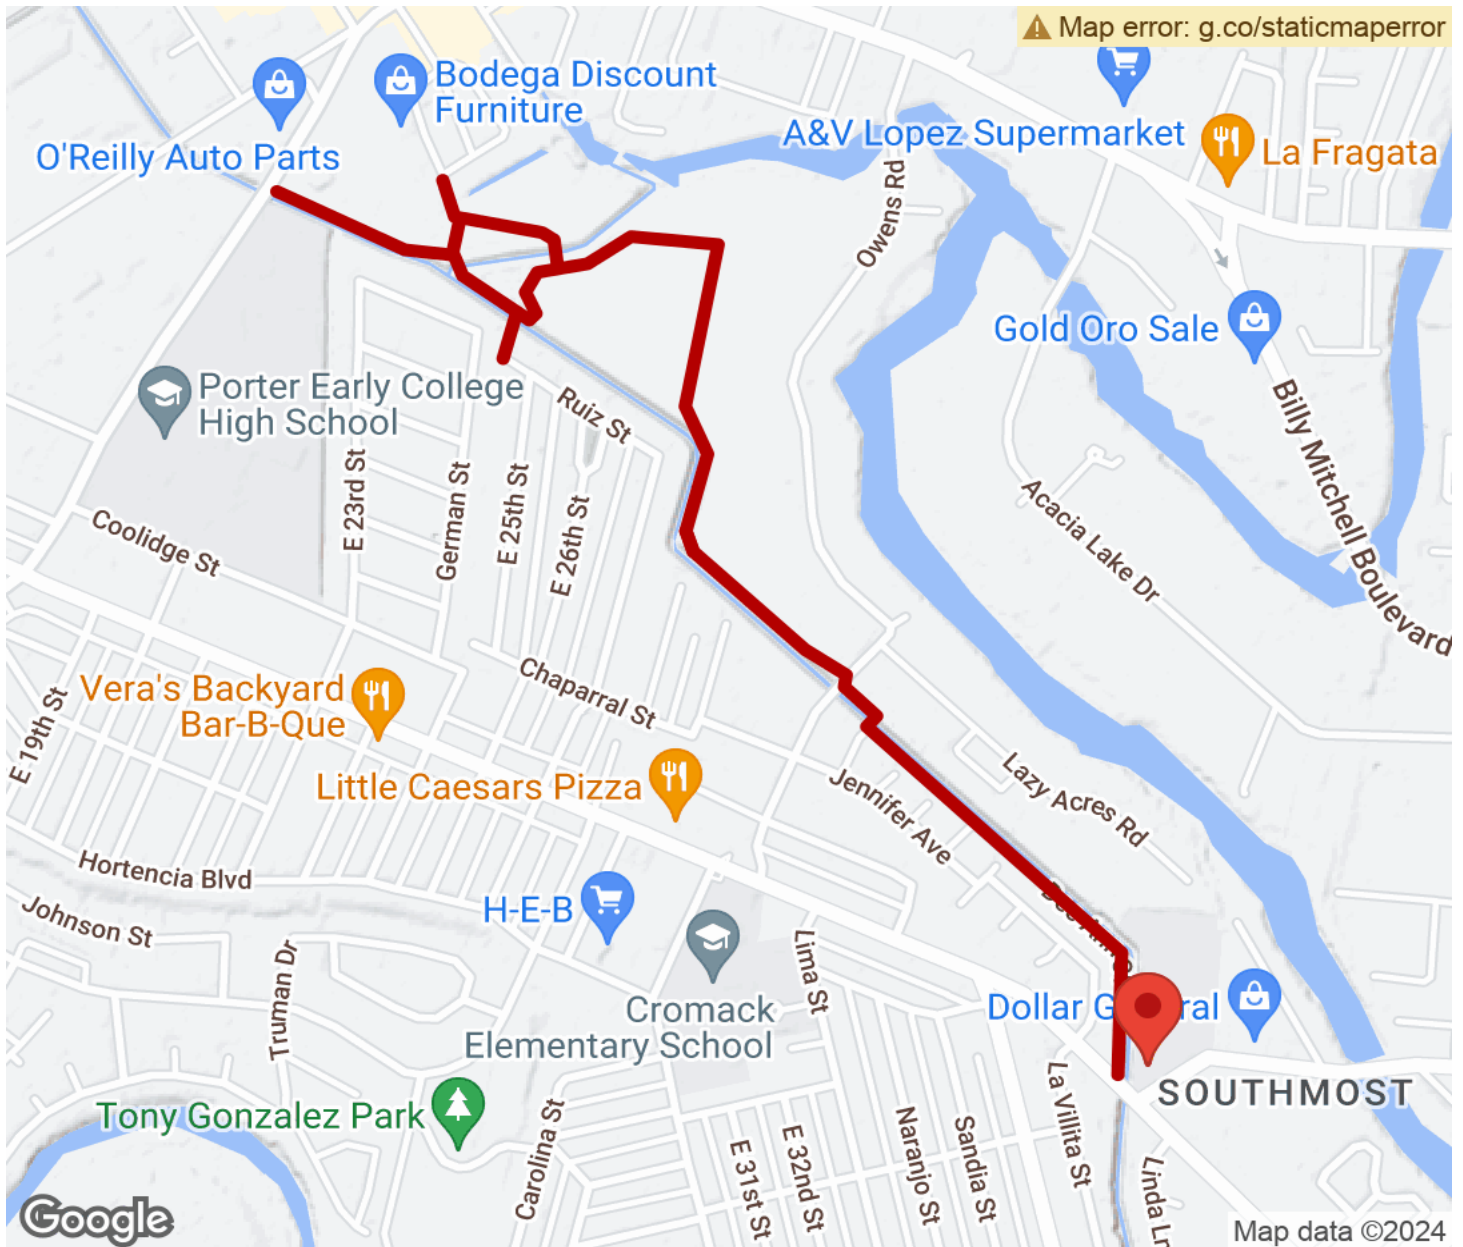 Map error: g.co/staticmaperror
Bodega Discount
Furniture
A&V Lopez Supermarket
La Fragata
O'Reilly Auto Parts
Owens Rd
Gold Oro Sale
Porter Early College
High School
Ruiz St
Billy Mitchell Boulevard
E 23rd St
German St
E 25th St
E 26th St
Acacia Lake Dr
Coolidge St
Vera's Backyard
Bar-B-Que
E 19th St
Chaparral St
Little Caesars Pizza
Jennifer Ave
Lazy Acres Rd
Hortencia Blvd
H-E-B
Johnson St
Truman Dr
Lima St
Cromack
Elementary School
Dollar
SOUTHMOST
La Villita St
Tony Gonzalez Park
Carolina St
E 31st St
E 32nd St
Naranjo St
Sandia St
Linda Ln
Google
Map data ©2024